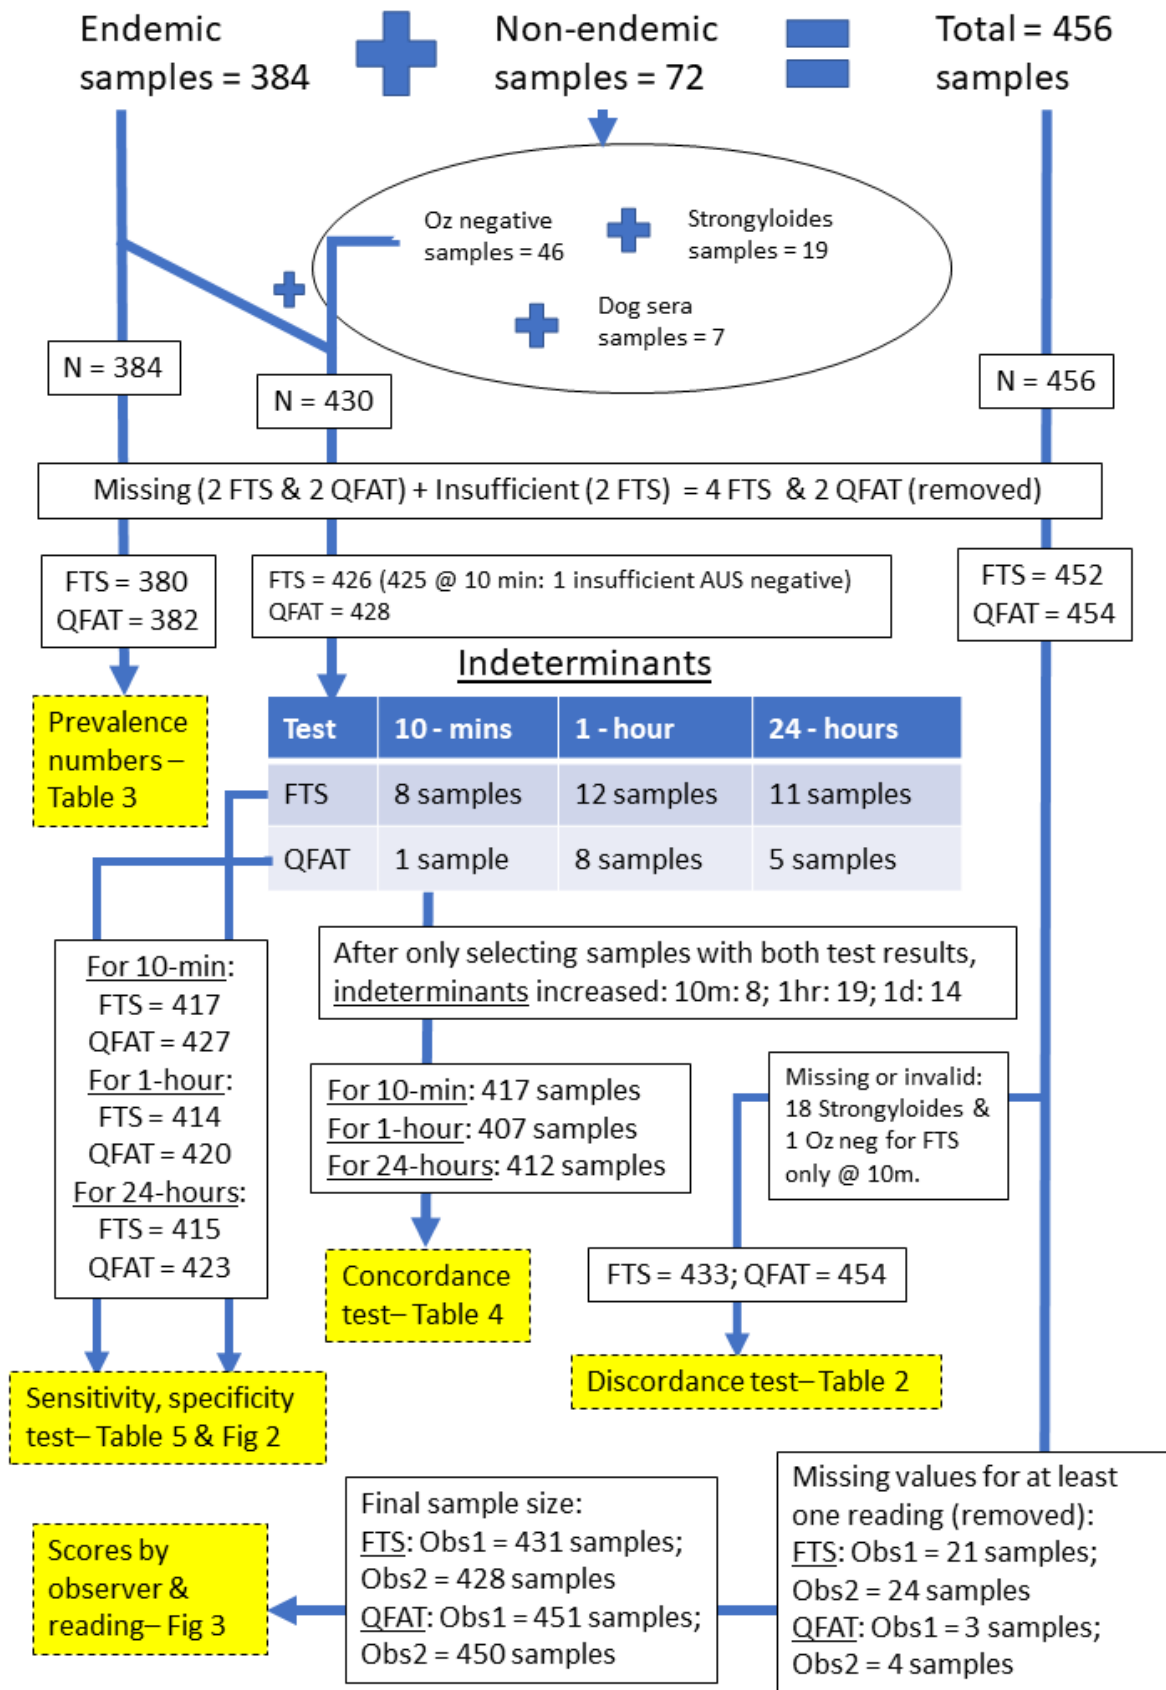 Endemic
samples = 384
Non-endemic
samples = 72
Total = 456
samples
Oz negative
samples = 46
Strongyloides
samples = 19
Dog sera
samples = 7
N = 384
N = 430
N = 456
Missing (2 FTS & 2 QFAT) + Insufficient (2 FTS) = 4 FTS & 2 QFAT (removed)
FTS = 380
QFAT = 382
FTS = 426 (425 @ 10 min: 1 insufficient AUS negative)
QFAT = 428
FTS = 452
QFAT = 454
Indeterminants
Prevalence
numbers –
Table 3
Test 10 - mins 1 - hour 24 - hours
FTS 8 samples 12 samples 11 samples
QFAT 1 sample 8 samples 5 samples
For 10-min:
FTS = 417
QFAT = 427
For 1-hour:
FTS = 414
QFAT = 420
For 24-hours:
FTS = 415
QFAT = 423
After only selecting samples with both test results,
indeterminants increased: 10m: 8; 1hr: 19; 1d: 14
For 10-min: 417 samples
For 1-hour: 407 samples
For 24-hours: 412 samples
Missing or invalid:
18 Strongyloides &
1 Oz neg for FTS
only @ 10m.
Concordance
test– Table 4
FTS = 433; QFAT = 454
Discordance test– Table 2
Sensitivity, specificity
test– Table 5 & Fig 2
Scores by
observer &
reading– Fig 3
Final sample size:
FTS: Obs1 = 431 samples;
Obs2 = 428 samples
QFAT: Obs1 = 451 samples;
Obs2 = 450 samples
Missing values for at least
one reading (removed):
FTS: Obs1 = 21 samples;
Obs2 = 24 samples
QFAT: Obs1 = 3 samples;
Obs2 = 4 samples